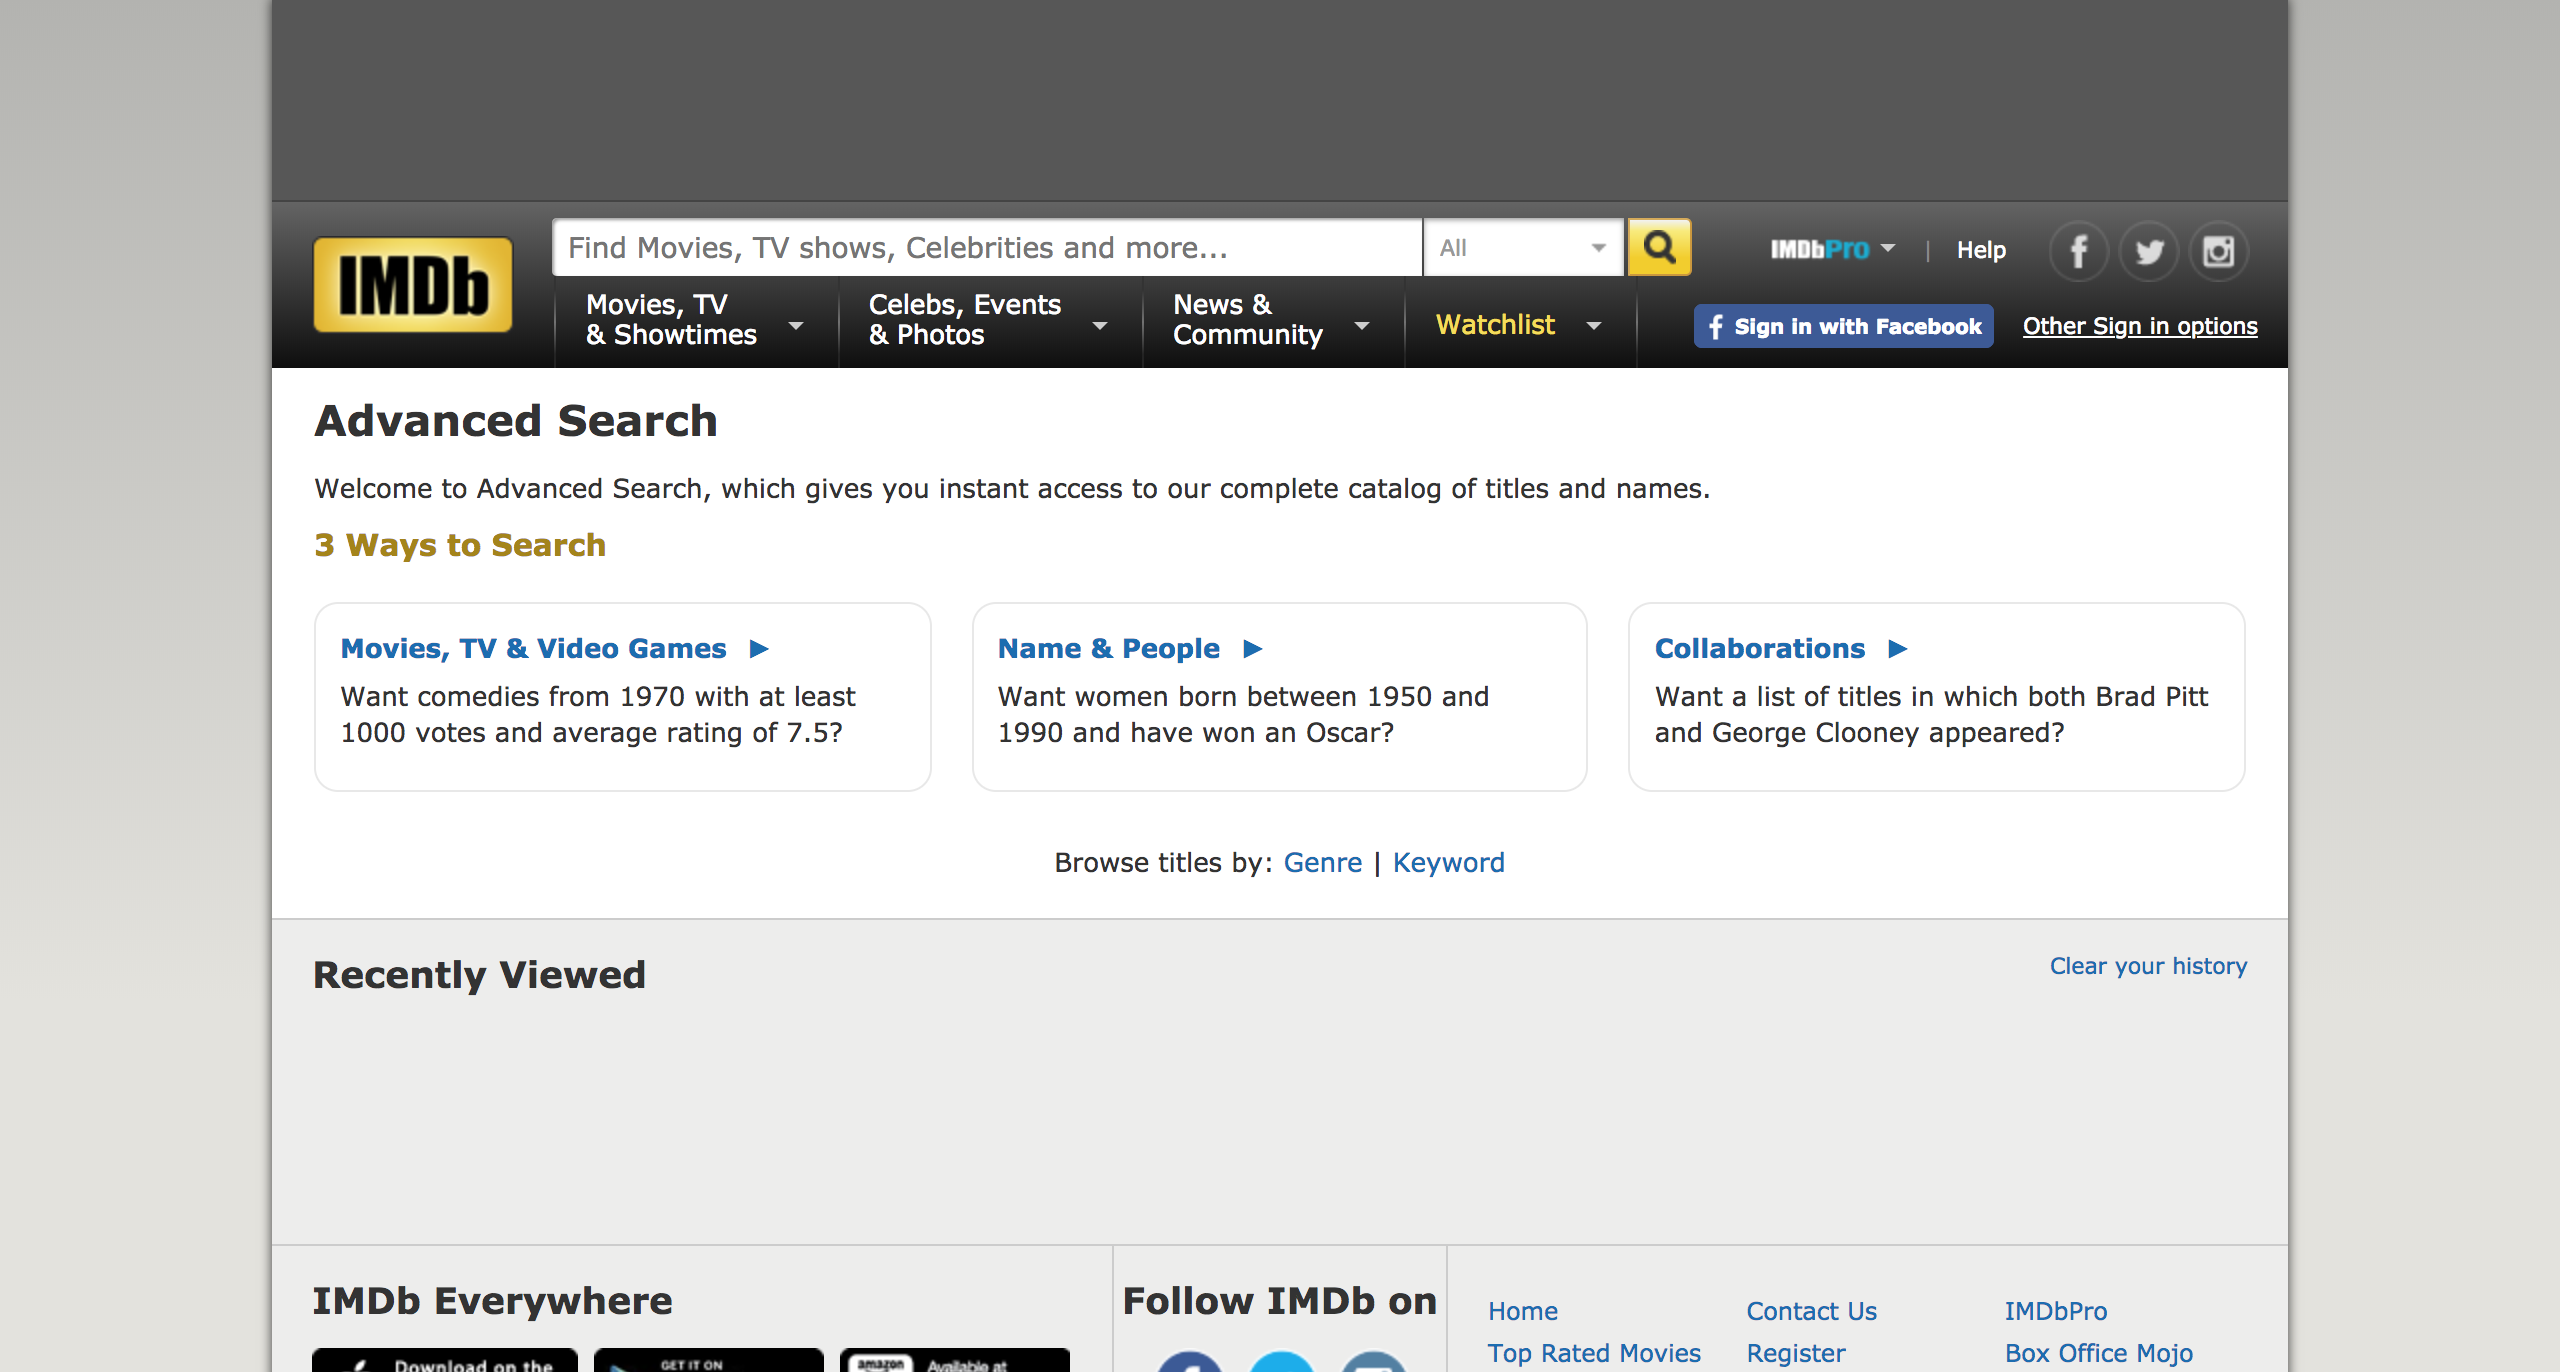 IMDb
Find Movies, TV shows, Celebrities and more...
All
IMDbPro
|
Help
Movies, TV
& Showtimes
Celebs, Events
& Photos
News &
Community
Watchlist
Sign in with Facebook
Other Sign in options
Advanced Search
Welcome to Advanced Search, which gives you instant access to our complete catalog of titles and names.
3 Ways to Search
Movies, TV & Video Games ►
Want comedies from 1970 with at least
1000 votes and average rating of 7.5?
Name & People ►
Want women born between 1950 and
1990 and have won an Oscar?
Collaborations ►
Want a list of titles in which both Brad Pitt
and George Clooney appeared?
Browse titles by: Genre | Keyword
Recently Viewed
Clear your history
IMDb Everywhere
Download on the
GET IT ON
amazon
Available at
Follow IMDb on
Home
Contact Us
IMDbPro
Top Rated Movies
Register
Box Office Mojo